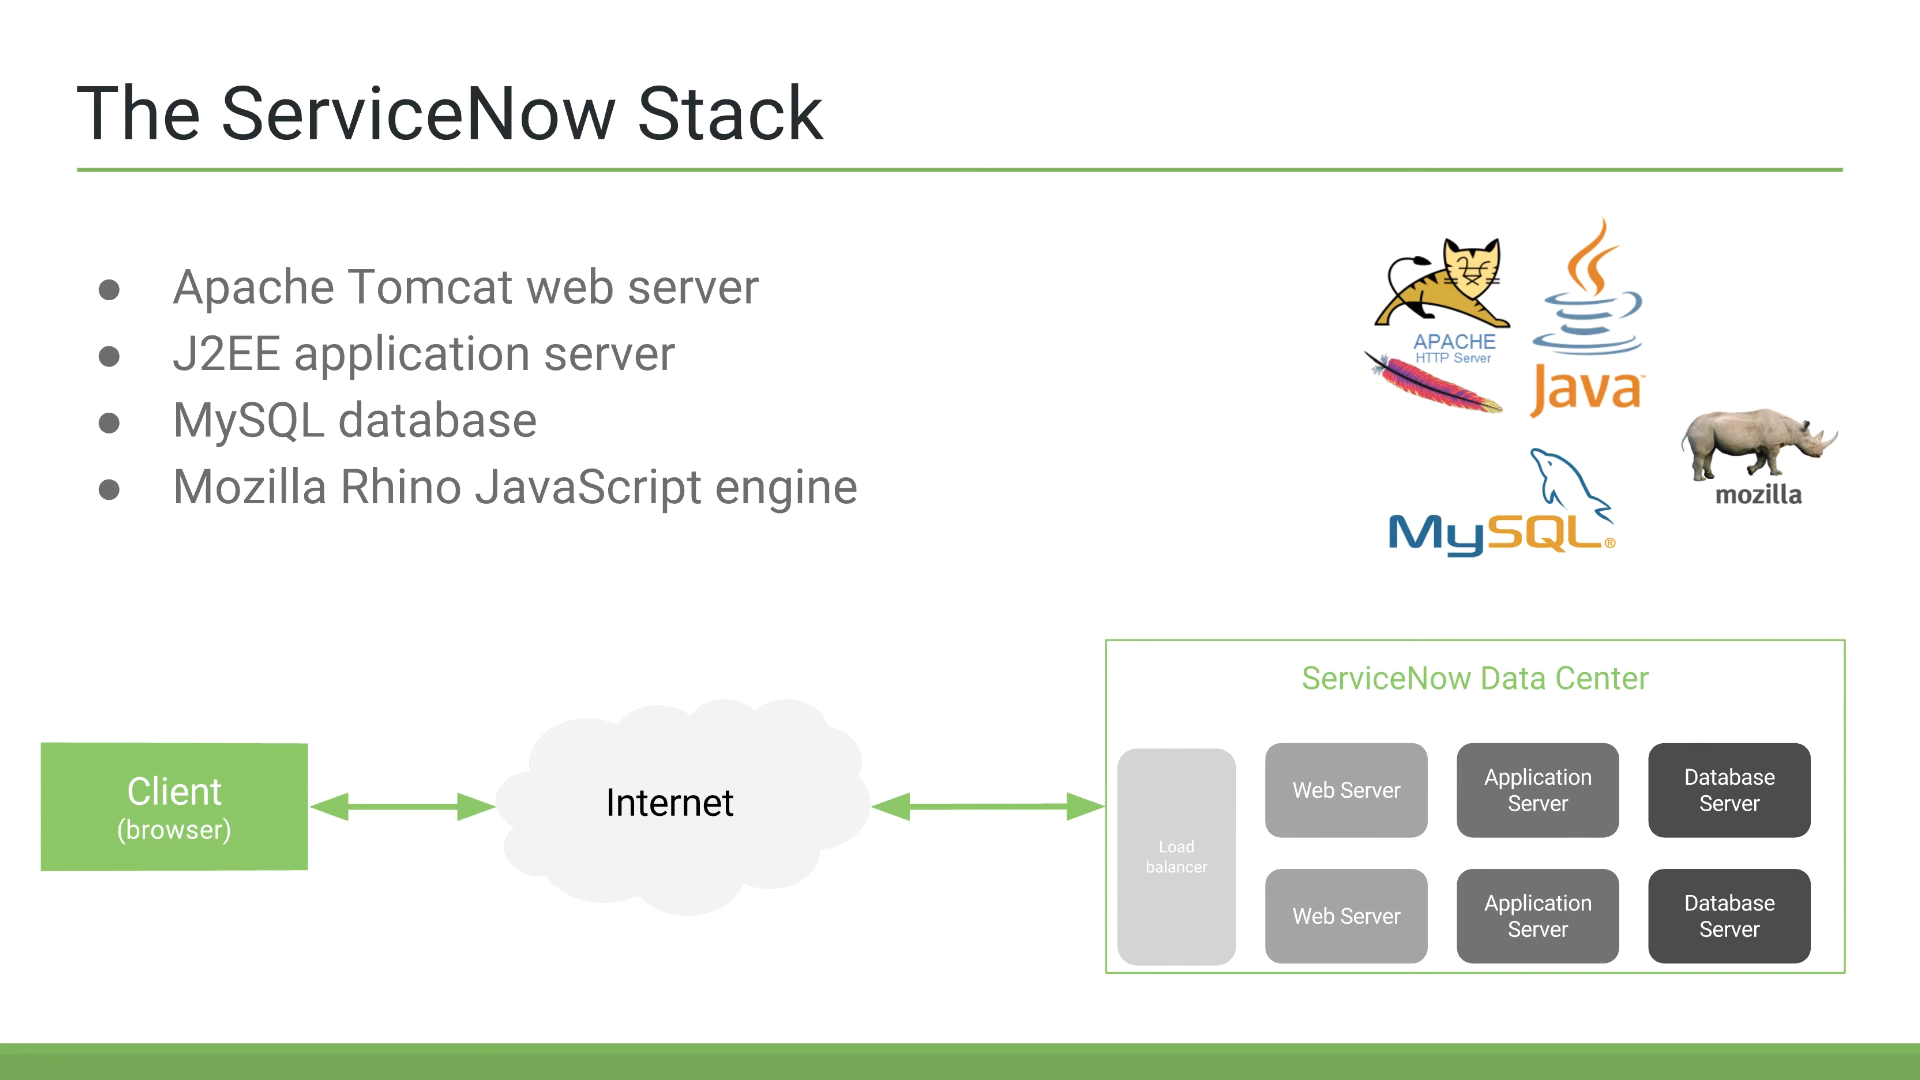 The ServiceNow Stack
● Apache Tomcat web server
● J2EE application server
● MySQL database
● Mozilla Rhino JavaScript engine
APACHE
HTTP Server
Java™
mozilla
MySQL®
ServiceNow Data Center
Client
(browser)
Internet
Load
balancer
Web Server
Application
Server
Database
Server
Web Server
Application
Server
Database
Server